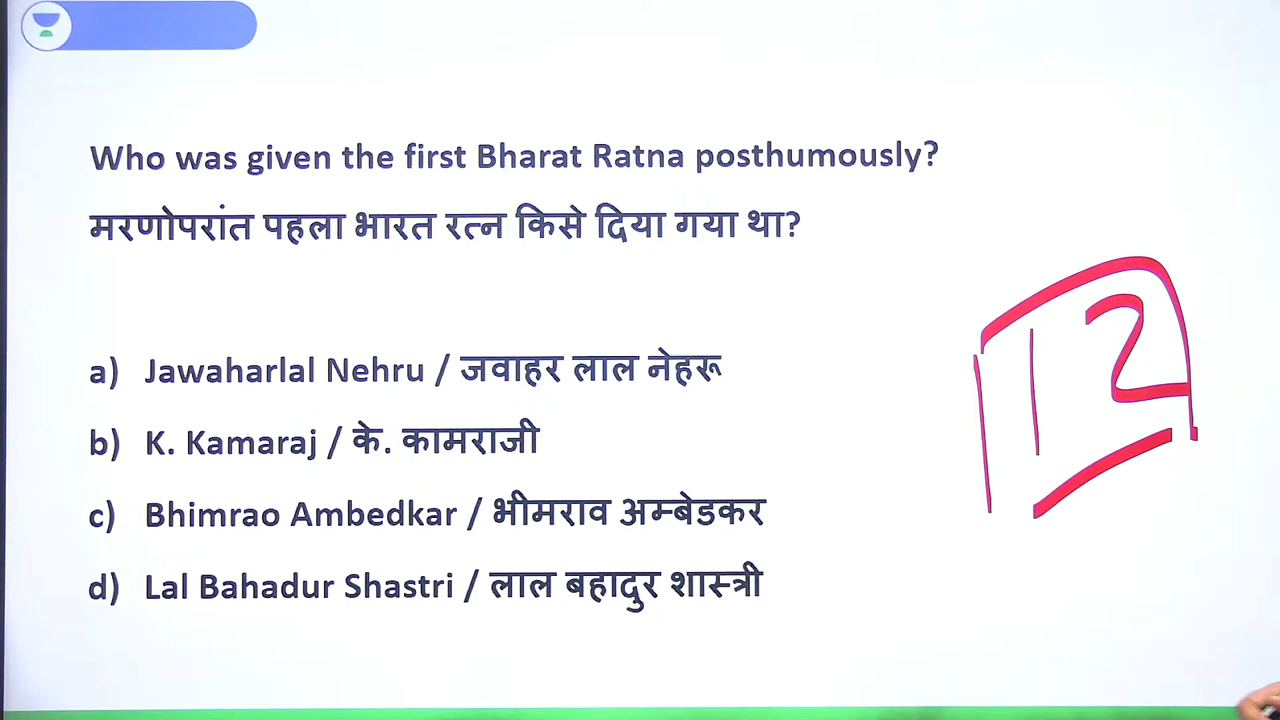 Who was given the first Bharat Ratna posthumously?
मरणोपरांत पहला भारत रत्न किसे दिया गया था?
12
a) Jawaharlal Nehru / जवाहर लाल नेहरू
b) K. Kamaraj / के. कामराजी
c) Bhimrao Ambedkar / भीमराव अम्बेडकर
d) Lal Bahadur Shastri / लाल बहादुर शास्त्री